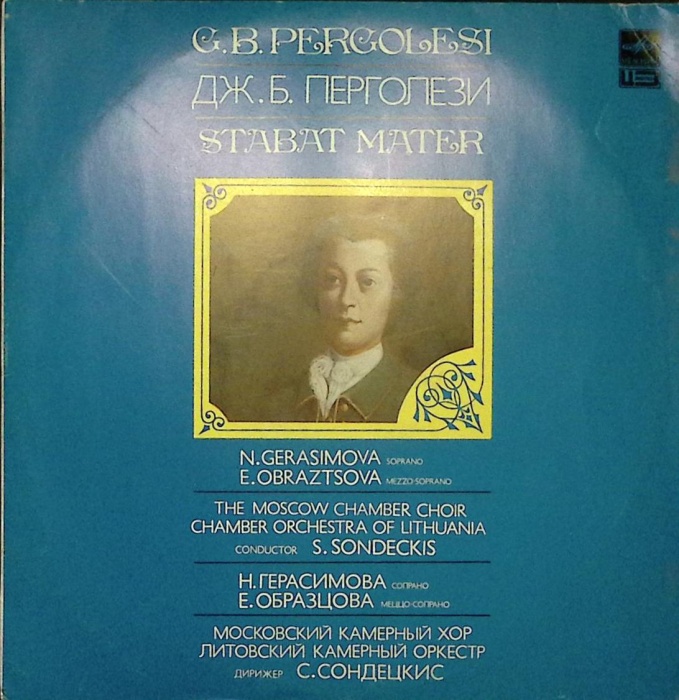 G.B. PERGOLESI
ДЖ.Б. ПЕРГОЛЕЗИ
STABAT MATER
N.GERASIMOVA SOPRANO
E.OBRAZTSOVA MEZZO-SOPRANO
THE MOSCOW CHAMBER CHOIR
CHAMBER ORCHESTRA OF LITHUANIA
CONDUCTOR S. SONDECKIS
Н.ГЕРАСИМОВА СОПРАНО
Е.ОБРАЗЦОВА МЕЦЦО-СОПРАНО
МОСКОВСКИЙ КАМЕРНЫЙ ХОР
ЛИТОВСКИЙ КАМЕРНЫЙ ОРКЕСТР
ДИРИЖЕР С.СОНДЕЦКИС